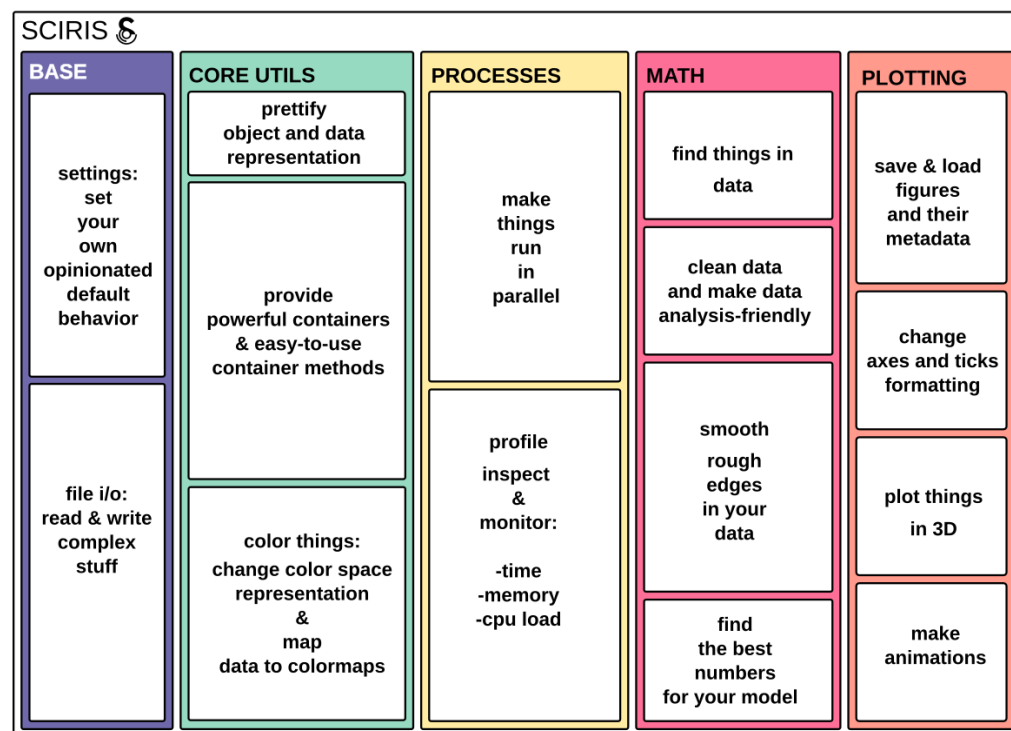 SCIRIS
BASE
settings:
set
your
own
opinionated
default
behavior
file i/o:
read & write
complex
stuff
CORE UTILS
prettify
object and data
representation
provide
powerful containers
& easy-to-use
container methods
color things:
change color space
representation
&
map
data to colormaps
PROCESSES
make
things
run
in
parallel
profile
inspect
&
monitor:
-time
-memory
-cpu load
MATH
find things in
data
clean data
and make data
analysis-friendly
smooth
rough
edges
in your
data
find
the best
numbers
for your model
PLOTTING
save & load
figures
and their
metadata
change
axes and ticks
formatting
plot things
in 3D
make
animations